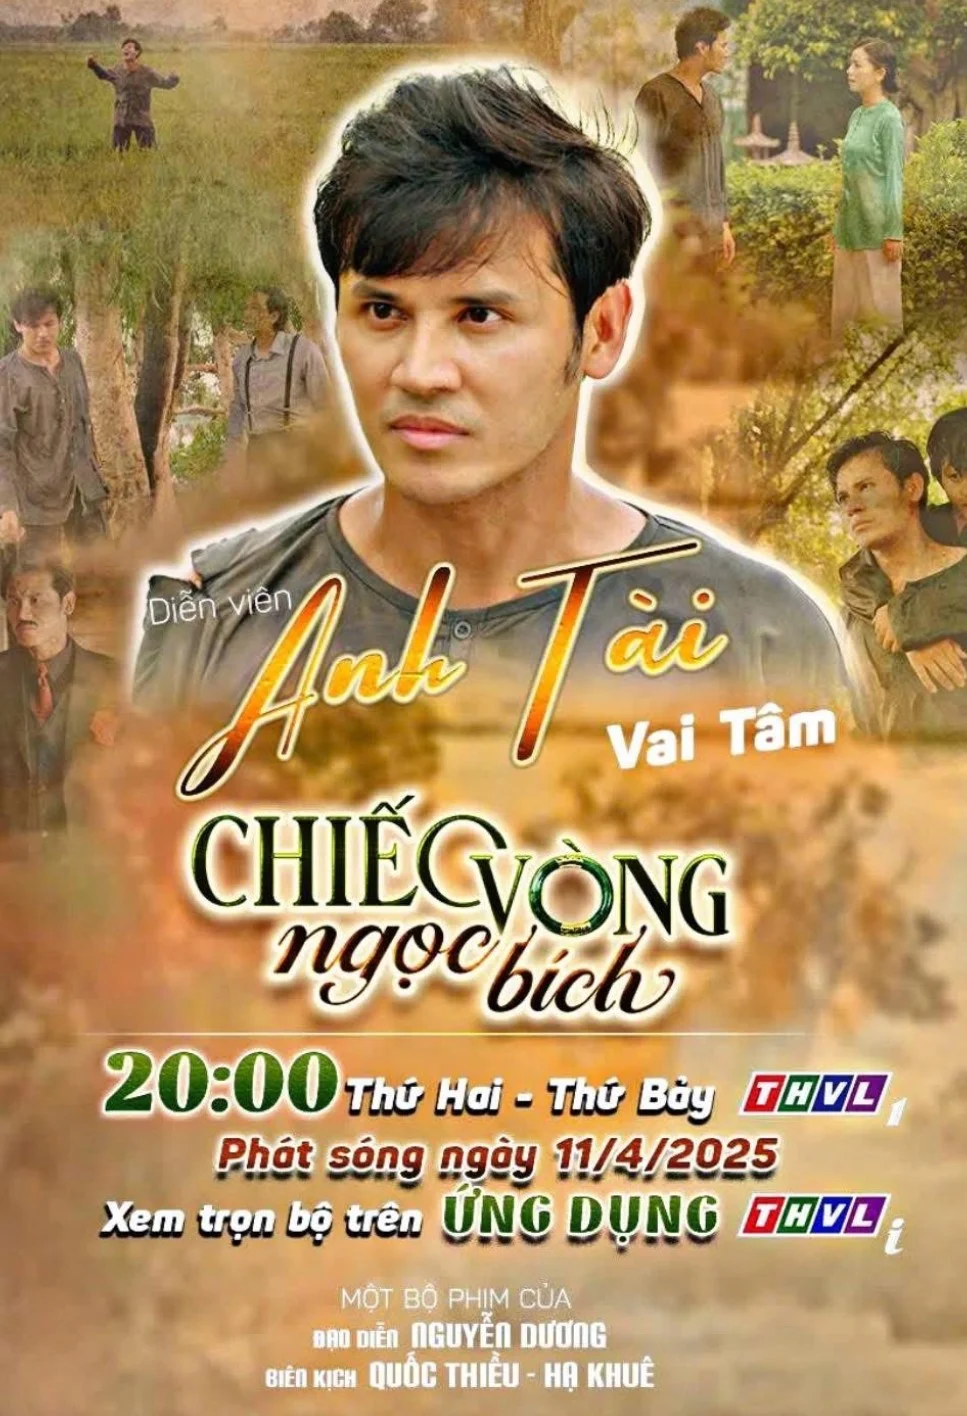 Diễn viên
Anh Tài
Vai Tâm
CHIẾC VÒNG
ngọc bích
20:00 Thứ Hai - Thứ Bảy THVL1
Phát sóng ngày 11/4/2025
Xem trọn bộ trên ỨNG DỤNG THVLi
MỘT BỘ PHIM CỦA
ĐẠO DIỄN NGUYỄN DƯƠNG
BIÊN KỊCH QUỐC THIỀU - HẠ KHUÊ